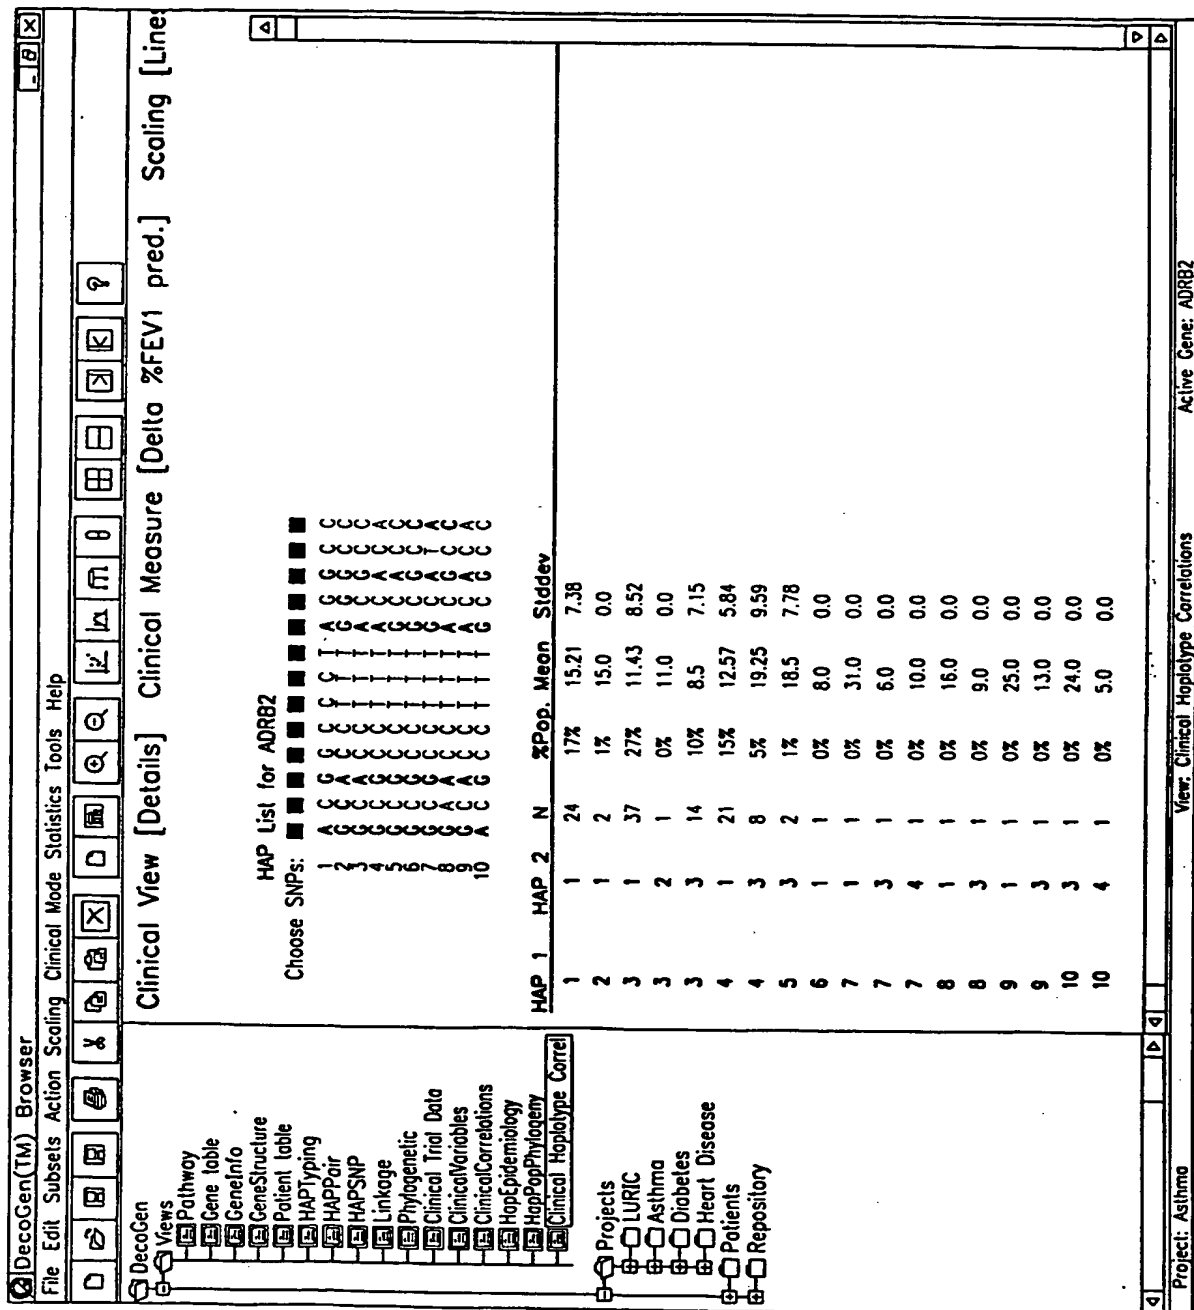 DecoGen(TM) Browser
File Edit Subsets Action Scaling Clinical Mode Statistics Tools Help
DecoGen
Views
Pathway
Gene table
GeneInfo
GeneStructure
Patient table
HAPTyping
HAPPair
HAPSNP
Linkage
Phylogenetic
Clinical Trial Data
ClinicalVariables
ClinicalCorrelations
HapEpidemiology
HapPopPhylogeny
Clinical Haplotype Correl
Projects
LURIC
Asthma
Diabetes
Heart Disease
Patients
Repository
Clinical View [Details] Clinical Measure [Delta %FEV1 pred.] Scaling [Lines
HAP List for ADRB2
Choose SNPs:
1
2
3
4
5
6
7
8
9
10
HAP 1 HAP 2 N %Pop. Mean Stddev
1 1 24 17% 15.21 7.38
2 1 2 1% 15.0 0.0
3 1 37 27% 11.43 8.52
3 2 1 0% 11.0 0.0
3 3 14 10% 8.5 7.15
4 1 21 15% 12.57 5.84
4 3 8 5% 19.25 9.59
5 3 2 1% 18.5 7.78
6 1 1 0% 8.0 0.0
7 1 1 0% 31.0 0.0
7 3 1 0% 6.0 0.0
7 4 1 0% 10.0 0.0
8 1 1 0% 16.0 0.0
8 3 1 0% 9.0 0.0
9 1 1 0% 25.0 0.0
9 3 1 0% 13.0 0.0
10 3 1 0% 24.0 0.0
10 4 1 0% 5.0 0.0
Project: Asthma View: Clinical Haplotype Correlations Active Gene: ADRB2